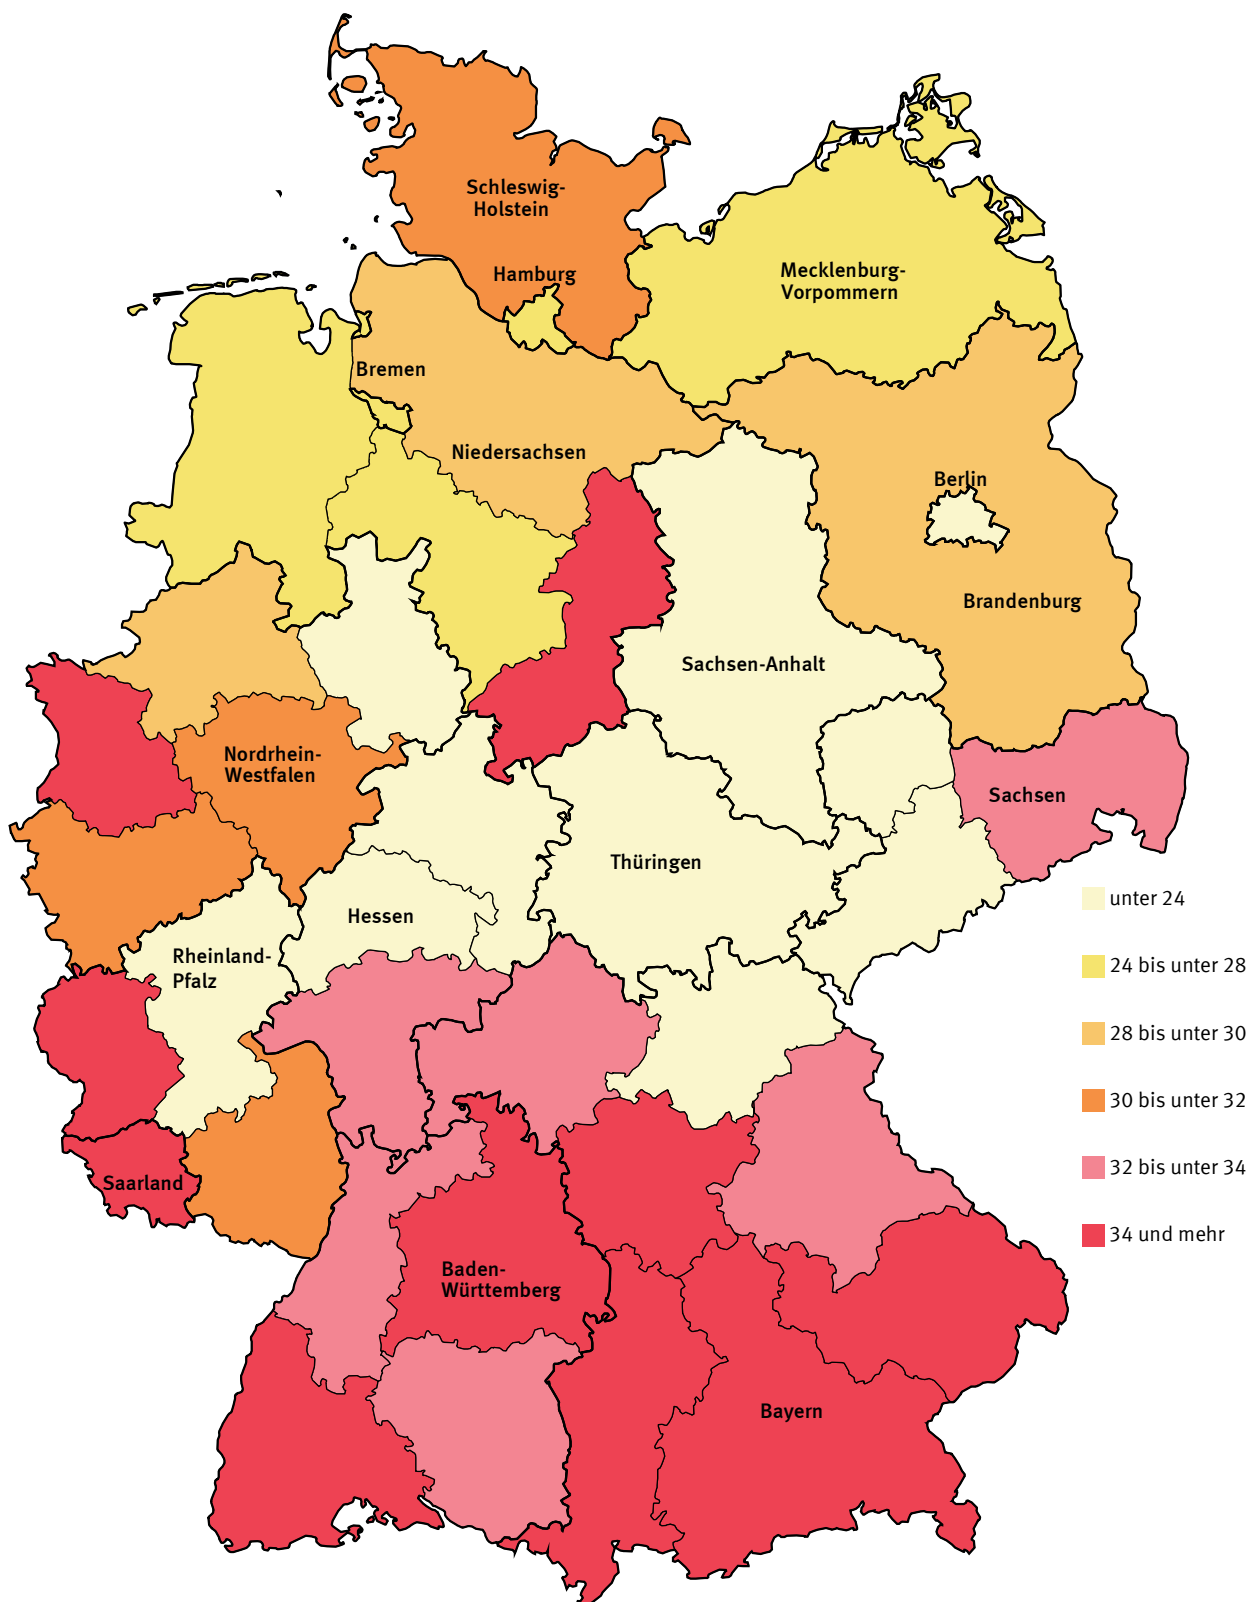 Schleswig-
Holstein
Hamburg
Mecklenburg-
Vorpommern
Bremen
Niedersachsen
Berlin
Brandenburg
Sachsen-Anhalt
Nordrhein-
Westfalen
Sachsen
Thüringen
Hessen
Rheinland-
Pfalz
Saarland
Baden-
Württemberg
Bayern
unter 24
24 bis unter 28
28 bis unter 30
30 bis unter 32
32 bis unter 34
34 und mehr